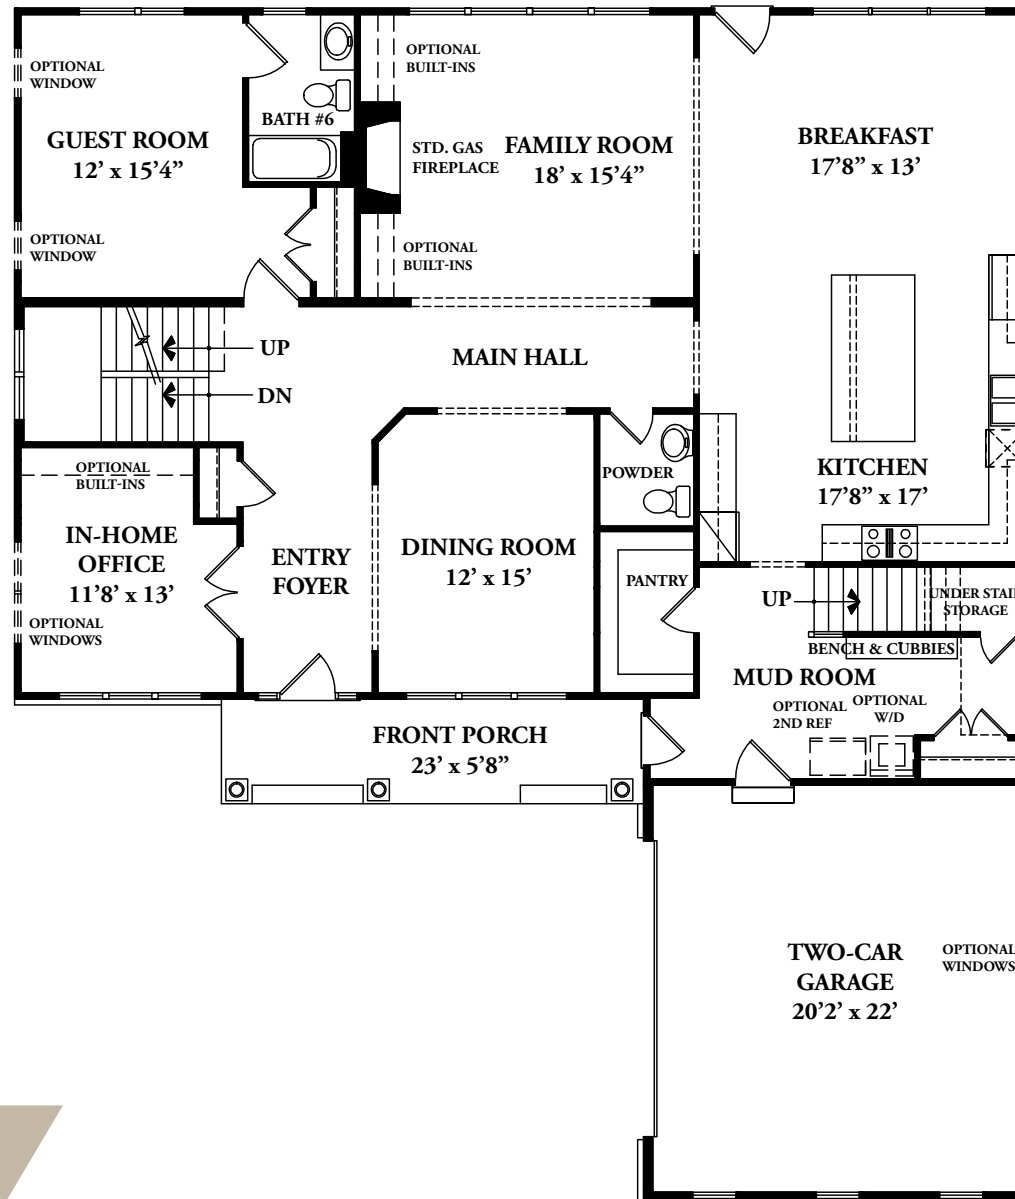 OPTIONAL
WINDOW
GUEST ROOM
12’ x 15’4”
OPTIONAL
WINDOW
BATH #6
OPTIONAL
BUILT-INS
STD. GAS
FIREPLACE
FAMILY ROOM
18’ x 15’4”
OPTIONAL
BUILT-INS
BREAKFAST
17’8” x 13’
UP
DN
MAIN HALL
KITCHEN
17’8” x 17’
OPTIONAL
BUILT-INS
IN-HOME
OFFICE
11’8’ x 13’
OPTIONAL
WINDOWS
ENTRY
FOYER
DINING ROOM
12’ x 15’
POWDER
PANTRY
UP
UNDER STAI
STORAGE
BENCH & CUBBIES
MUD ROOM
OPTIONAL
2ND REF
OPTIONAL
W/D
FRONT PORCH
23’ x 5’8”
TWO-CAR
GARAGE
20’2’ x 22’
OPTIONAL
WINDOWS